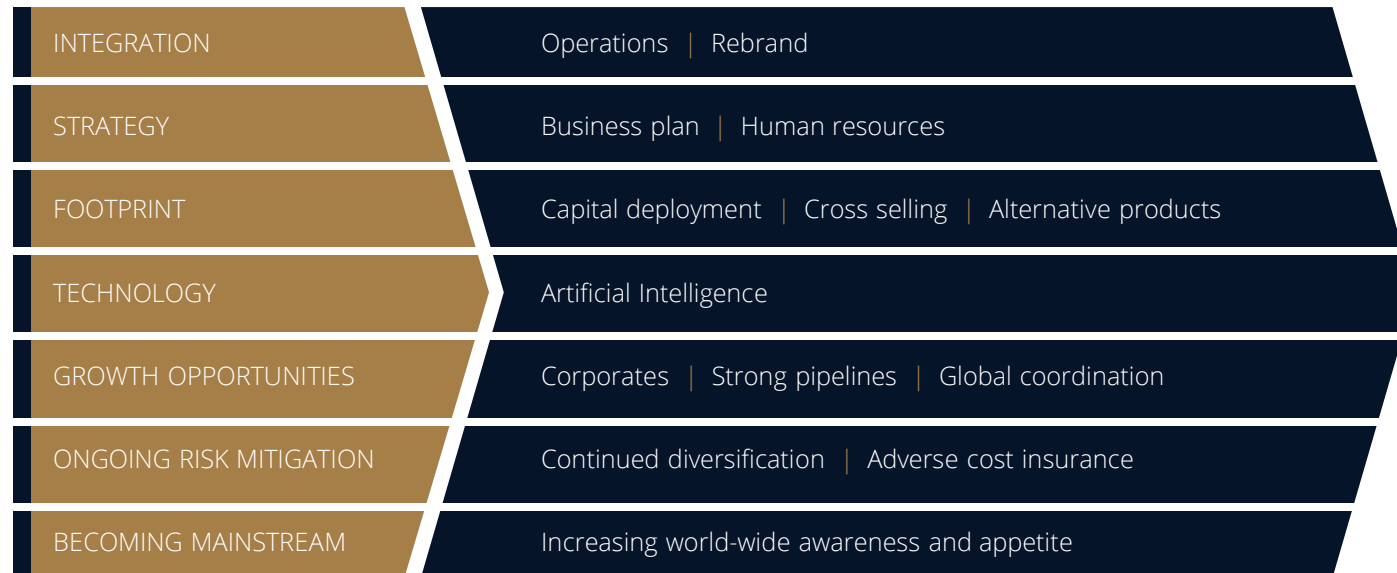 INTEGRATION Operations | Rebrand
STRATEGY Business plan | Human resources
FOOTPRINT Capital deployment | Cross selling | Alternative products
TECHNOLOGY Artificial Intelligence
GROWTH OPPORTUNITIES Corporates | Strong pipelines | Global coordination
ONGOING RISK MITIGATION Continued diversification | Adverse cost insurance
BECOMING MAINSTREAM Increasing world-wide awareness and appetite